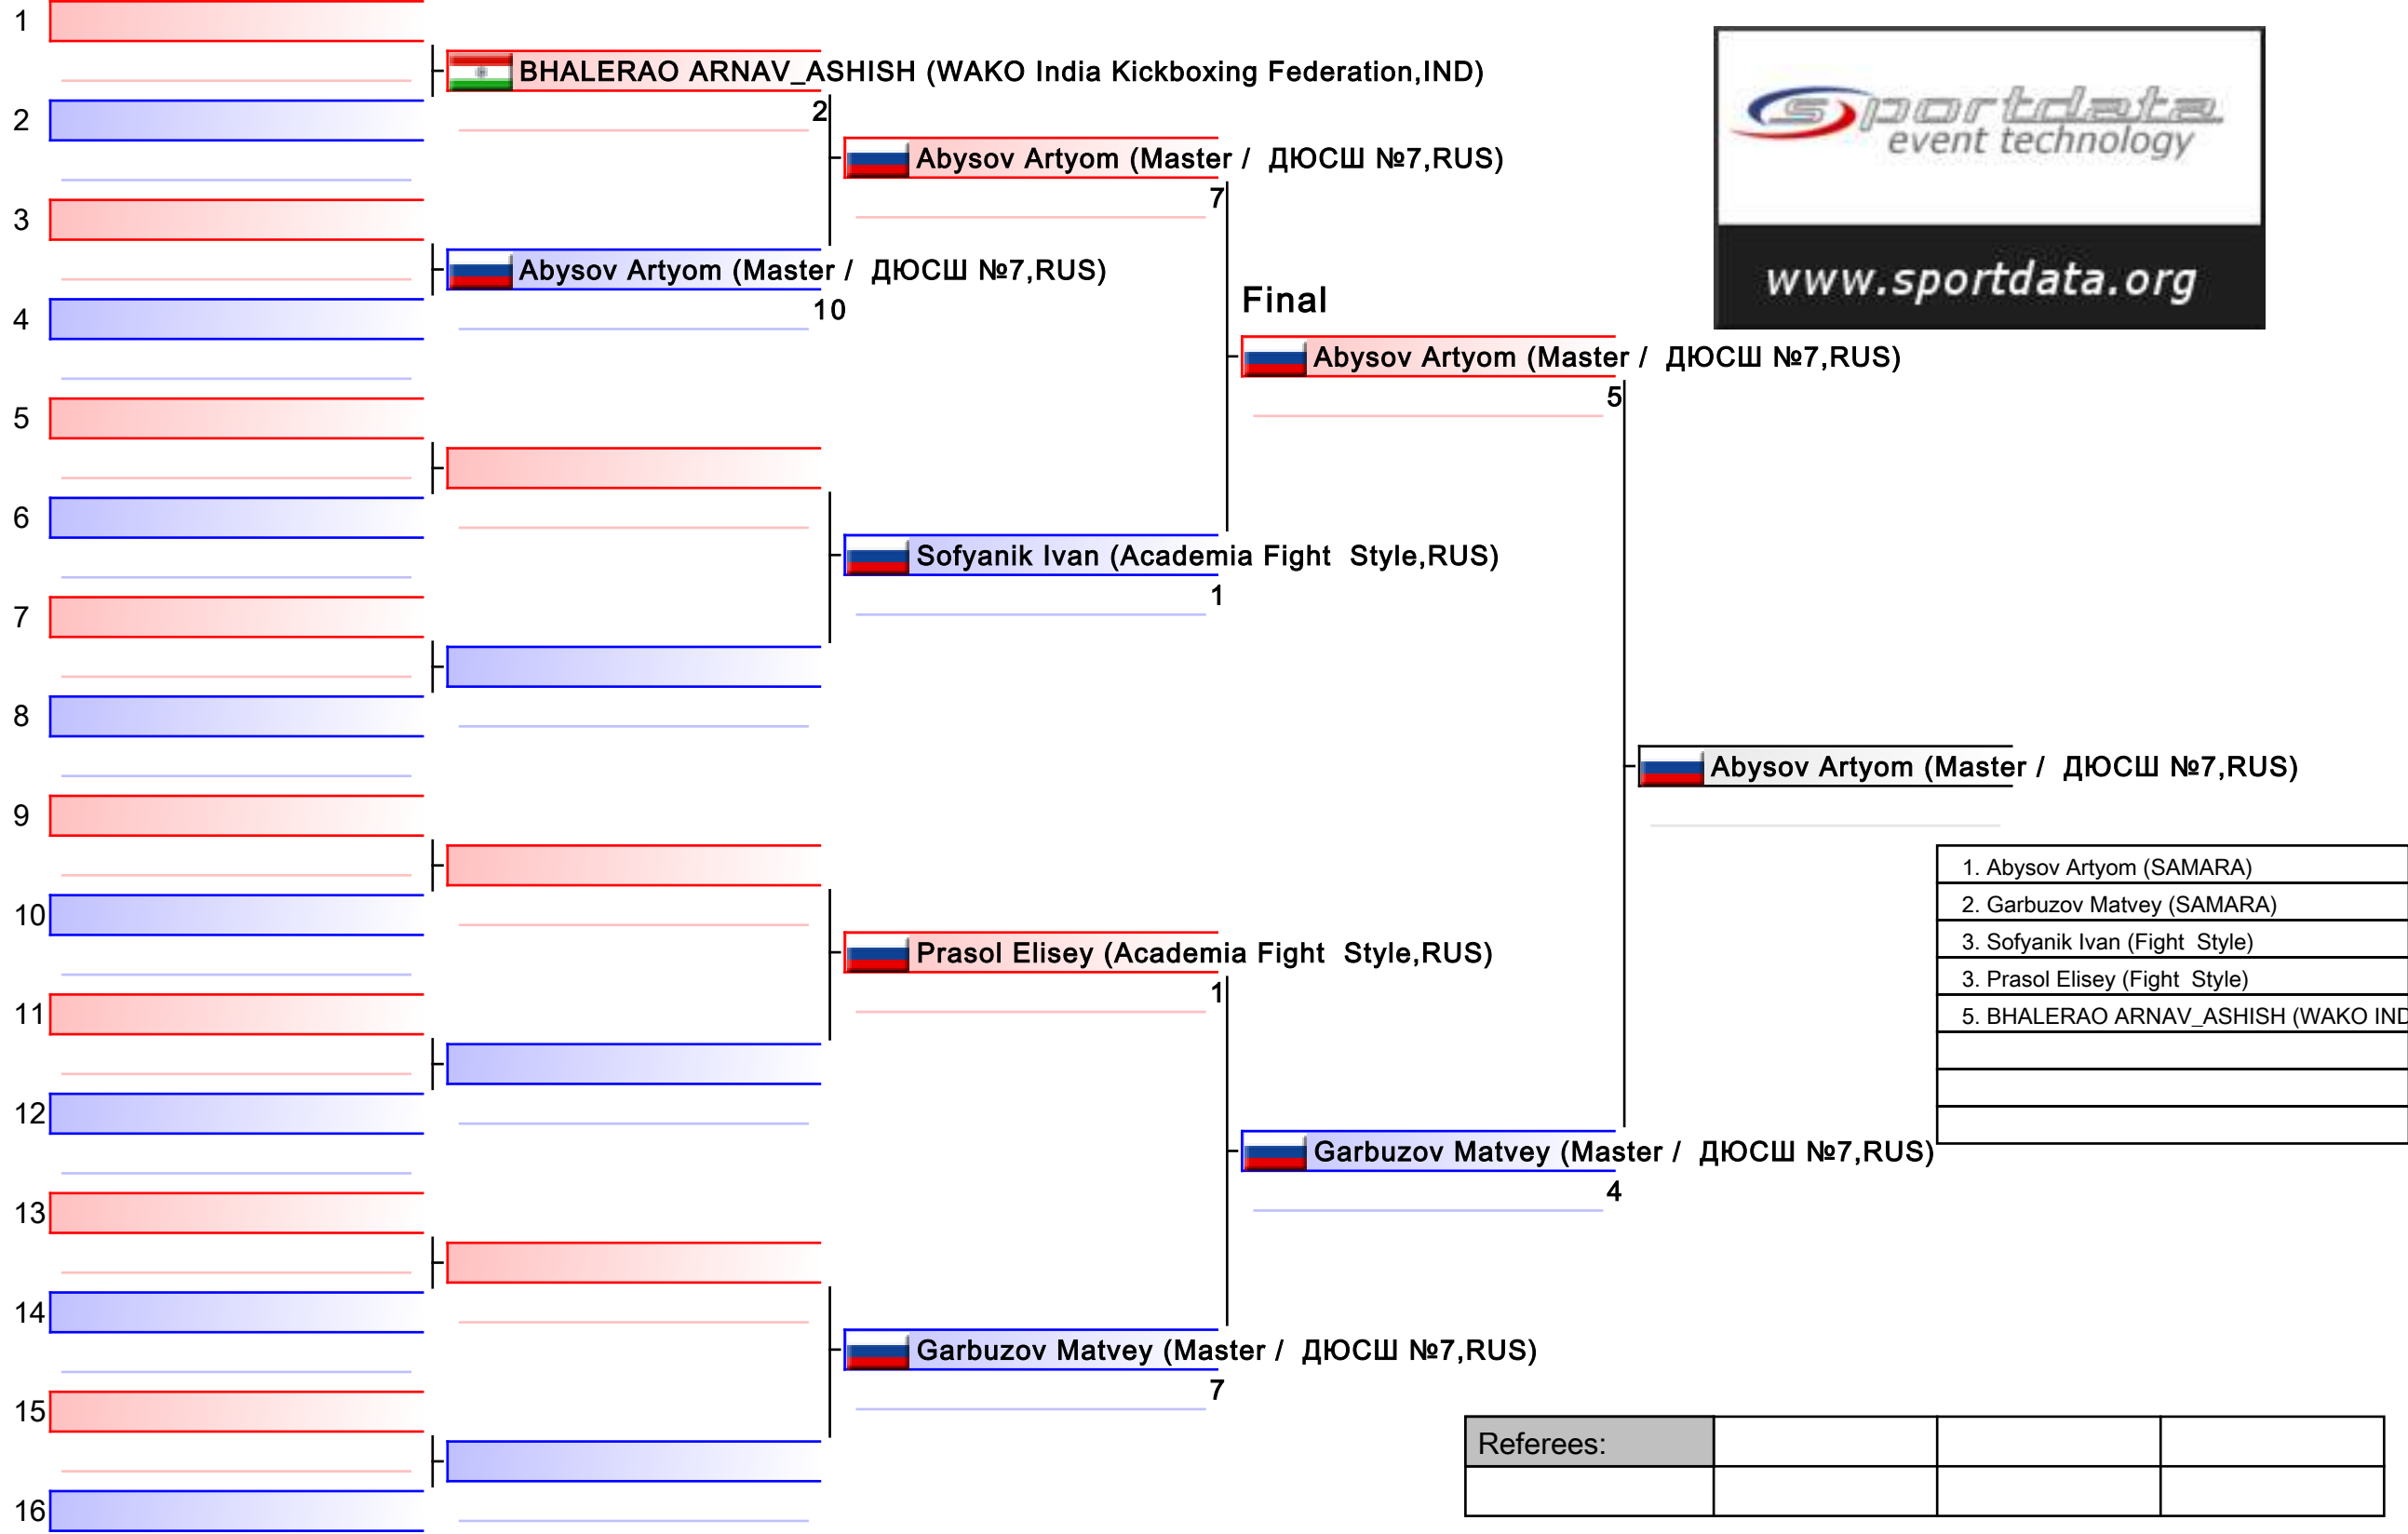 1
BHALERAO ARNAV_ASHISH (WAKO India Kickboxing Federation,IND)
2
2
Abysov Artyom (Master /  ДЮСШ №7,RUS)
7
3
Abysov Artyom (Master /  ДЮСШ №7,RUS)
10
4
Final
Abysov Artyom (Master /  ДЮСШ №7,RUS)
5
5
6
Sofyanik Ivan (Academia Fight  Style,RUS)
1
7
8
Abysov Artyom (Master /  ДЮСШ №7,RUS)
9
10
Prasol Elisey (Academia Fight  Style,RUS)
1
11
12
Garbuzov Matvey (Master /  ДЮСШ №7,RUS)
4
13
14
Garbuzov Matvey (Master /  ДЮСШ №7,RUS)
7
15
16
sportdata
event technology
www.sportdata.org
1. Abysov Artyom (SAMARA)
2. Garbuzov Matvey (SAMARA)
3. Sofyanik Ivan (Fight  Style)
3. Prasol Elisey (Fight  Style)
5. BHALERAO ARNAV_ASHISH (WAKO IND
Referees: